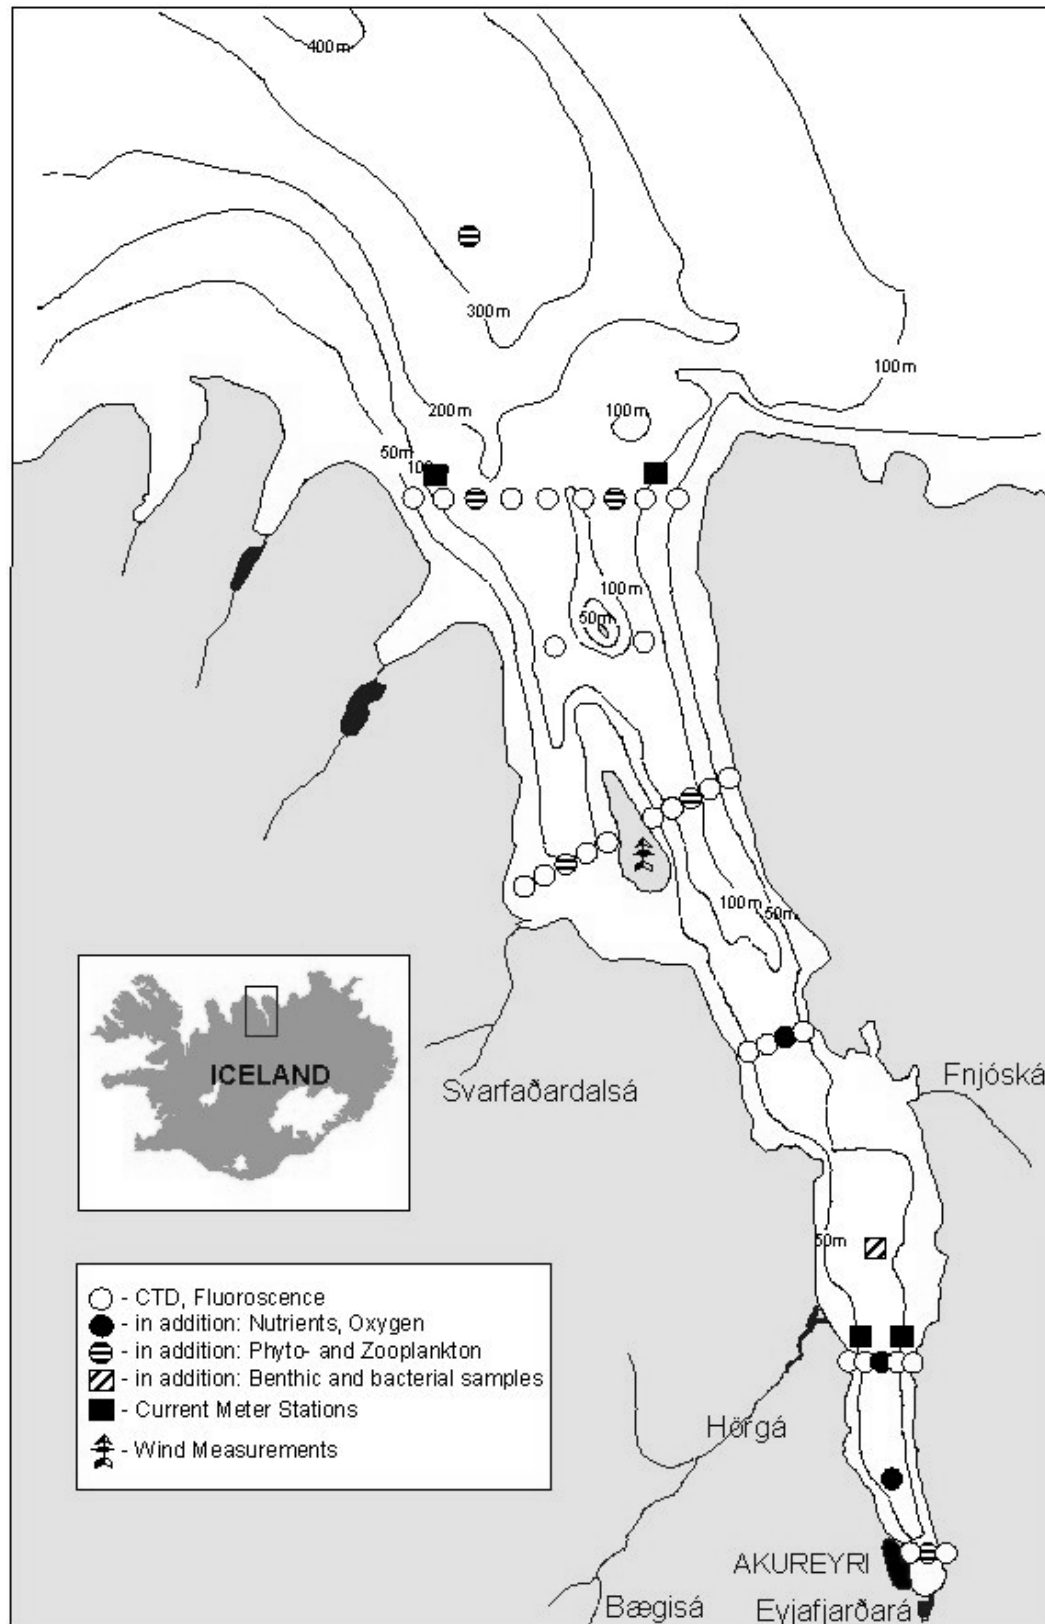 400m
300m
100m
200m
100m
50m
100m
50m
100m
50m
ICELAND
Svarfaðardalsá
Fnjóská
50m
- CTD, Fluoroscence
- in addition: Nutrients, Oxygen
- in addition: Phyto- and Zooplankton
- in addition: Benthic and bacterial samples
- Current Meter Stations
- Wind Measurements
Hörgá
AKUREYRI
Bægisá
Eyjafjarðará